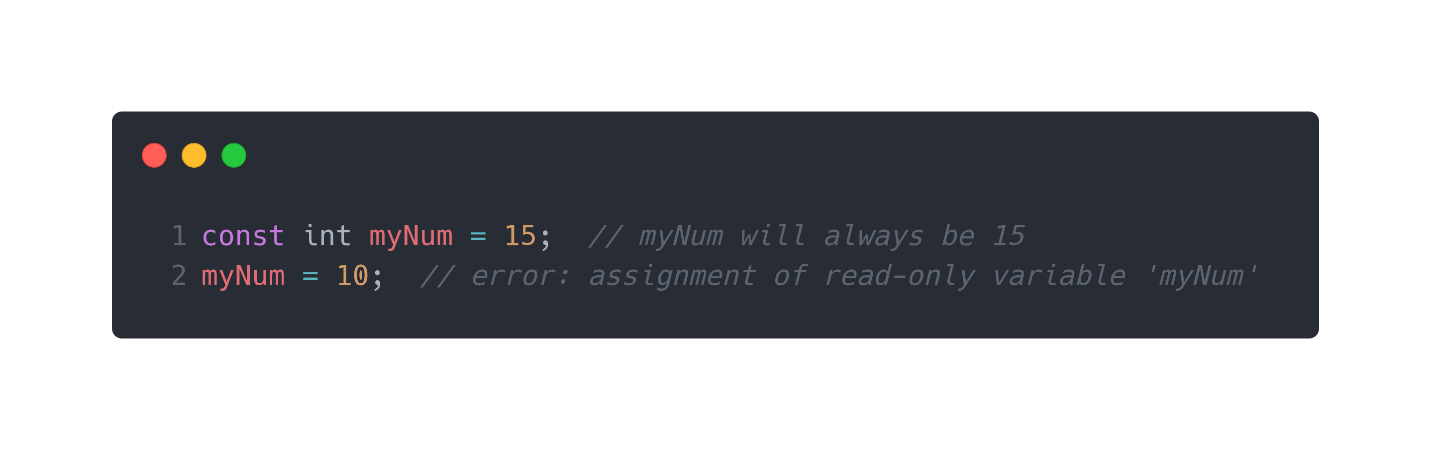 1 const int myNum = 15;  // myNum will always be 15
2 myNum = 10;  // error: assignment of read-only variable 'myNum'